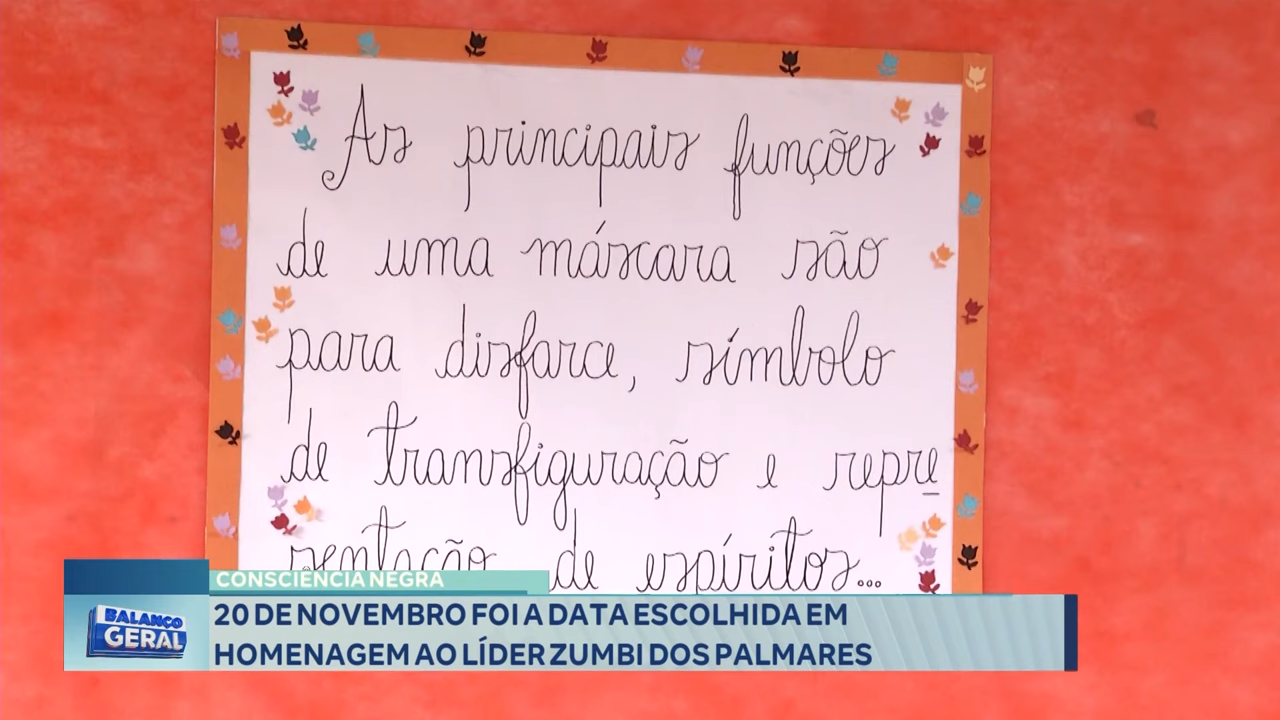 As principais funções
de uma máscara são
para disfarce, símbolo
de transfiguração e repre
sentação de espíritos...
CONSCIÊNCIA NEGRA
BALANÇO
GERAL
20 DE NOVEMBRO FOI A DATA ESCOLHIDA EM
HOMENAGEM AO LÍDER ZUMBI DOS PALMARES